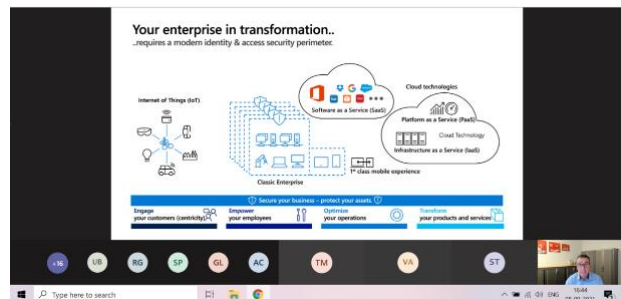 Your enterprise in transformation..
..requires a modern identity & access security perimeter.
Cloud technologies
Internet of Things (IoT)
Software as a Service (SaaS)
Platform as a Service (PaaS)
Cloud Technology
Infrastructure as a Service (IaaS)
1st class mobile experience
Classic Enterprise
Secure your business – protect your assets.
Engage
your customers (centricity)
Empower
your employees
Optimize
your operations
Transform
your products and services
+16
UB
RG
SP
GL
AC
TM
VA
ST
Type here to search
ENG
16:44